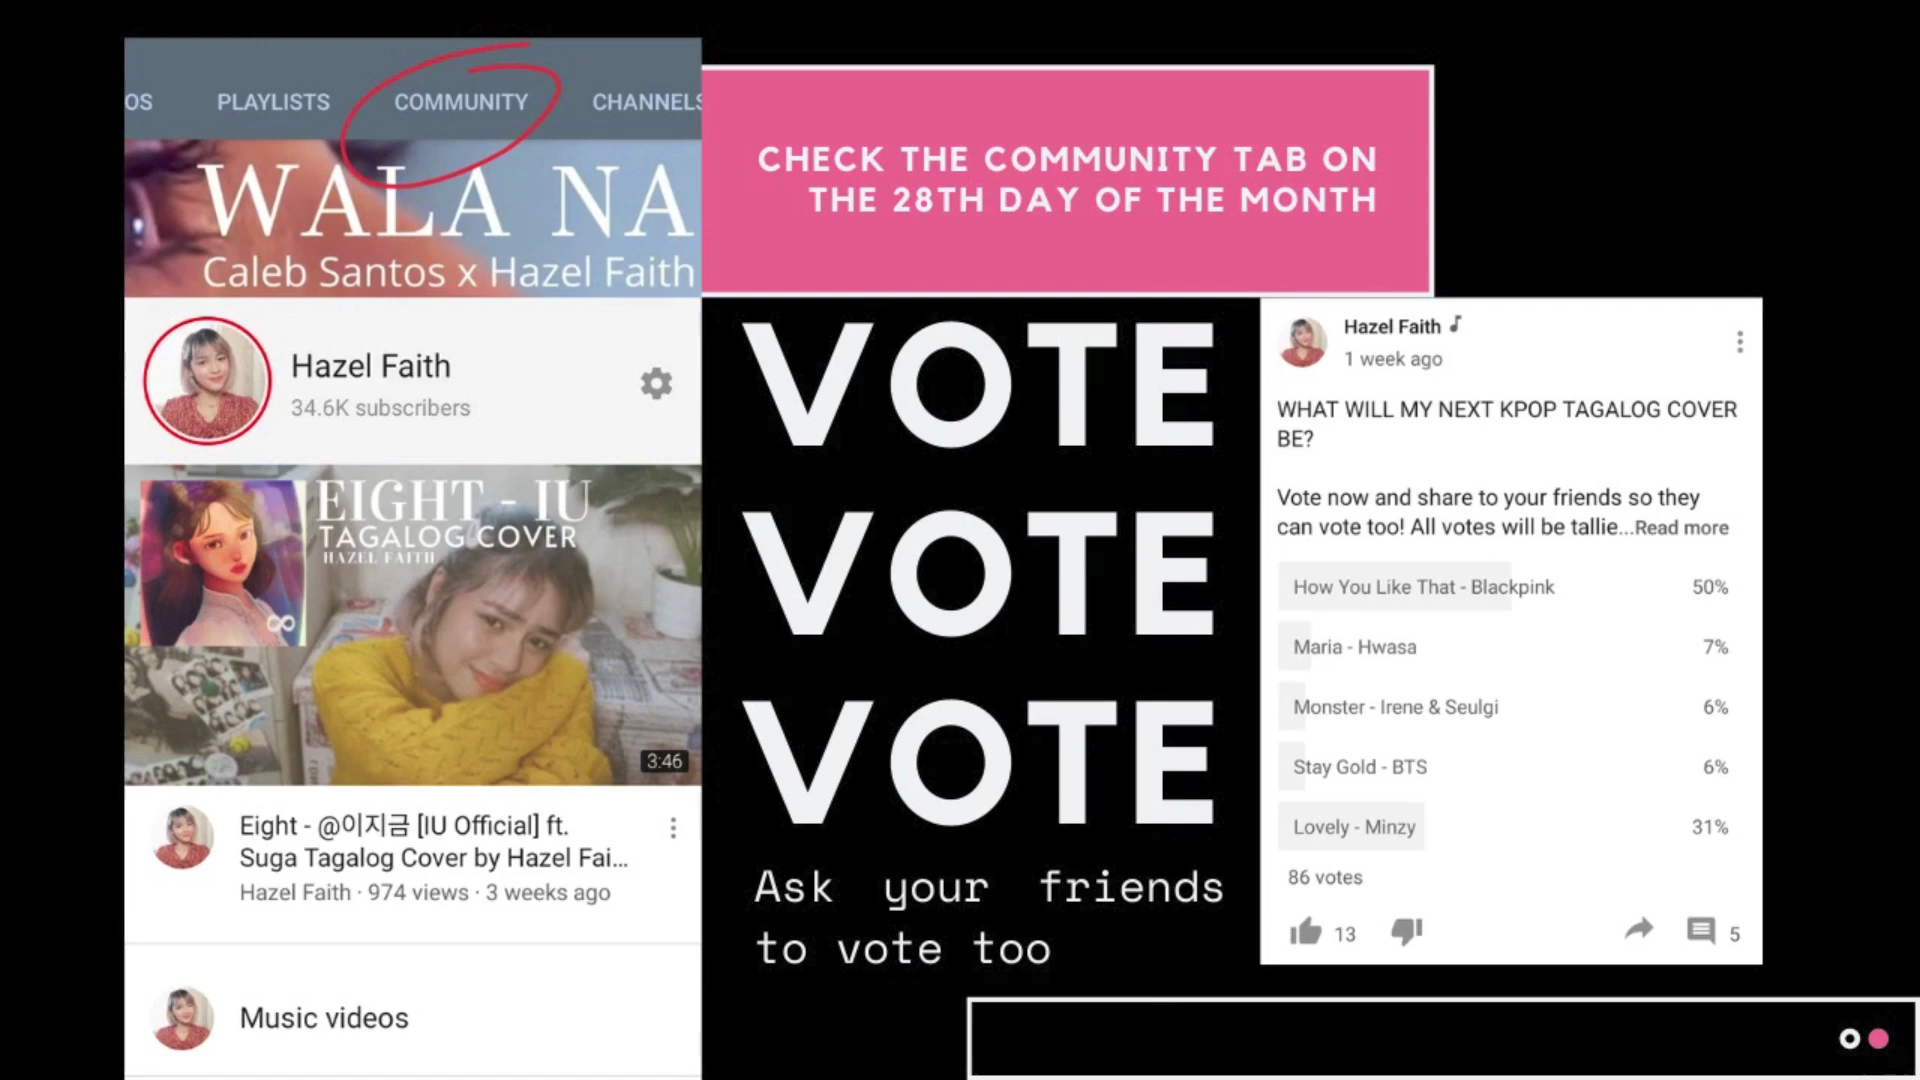 OS PLAYLISTS COMMUNITY CHANNELS
WALA NA
Caleb Santos x Hazel Faith
Hazel Faith
34.6K subscribers
EIGHT - IU
TAGALOG COVER
HAZEL FAITH
3:46
Eight - @이지금 [IU Official] ft.
Suga Tagalog Cover by Hazel Fai...
Hazel Faith · 974 views · 3 weeks ago
Music videos
CHECK THE COMMUNITY TAB ON
THE 28TH DAY OF THE MONTH
VOTE
VOTE
VOTE
Ask your friends
to vote too
Hazel Faith
1 week ago
WHAT WILL MY NEXT KPOP TAGALOG COVER
BE?
Vote now and share to your friends so they
can vote too! All votes will be tallie...Read more
How You Like That - Blackpink 50%
Maria - Hwasa 7%
Monster - Irene & Seulgi 6%
Stay Gold - BTS 6%
Lovely - Minzy 31%
86 votes
13 5